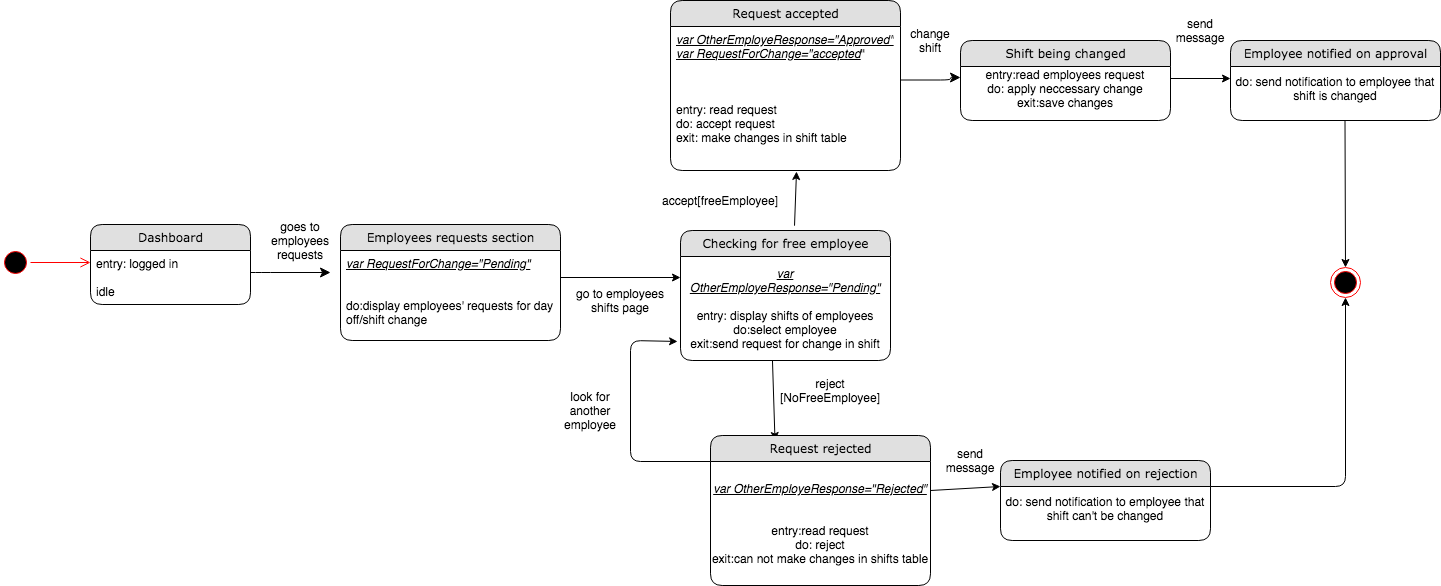 Request accepted
var OtherEmployeResponse="Approved"
var RequestForChange="accepted"
entry: read request
do: accept request
exit: make changes in shift table
change
shift
Shift being changed
entry:read employees request
do: apply neccessary change
exit:save changes
send
message
Employee notified on approval
do: send notification to employee that
shift is changed
accept[freeEmployee]
Dashboard
entry: logged in
idle
goes to
employees
requests
Employees requests section
var RequestForChange="Pending"
do:display employees' requests for day
off/shift change
go to employees
shifts page
Checking for free employee
var
OtherEmployeResponse="Pending"
entry: display shifts of employees
do:select employee
exit:send request for change in shift
look for
another
employee
reject
[NoFreeEmployee]
Request rejected
var OtherEmployeResponse="Rejected"
entry:read request
do: reject
exit:can not make changes in shifts table
send
message
Employee notified on rejection
do: send notification to employee that
shift can't be changed